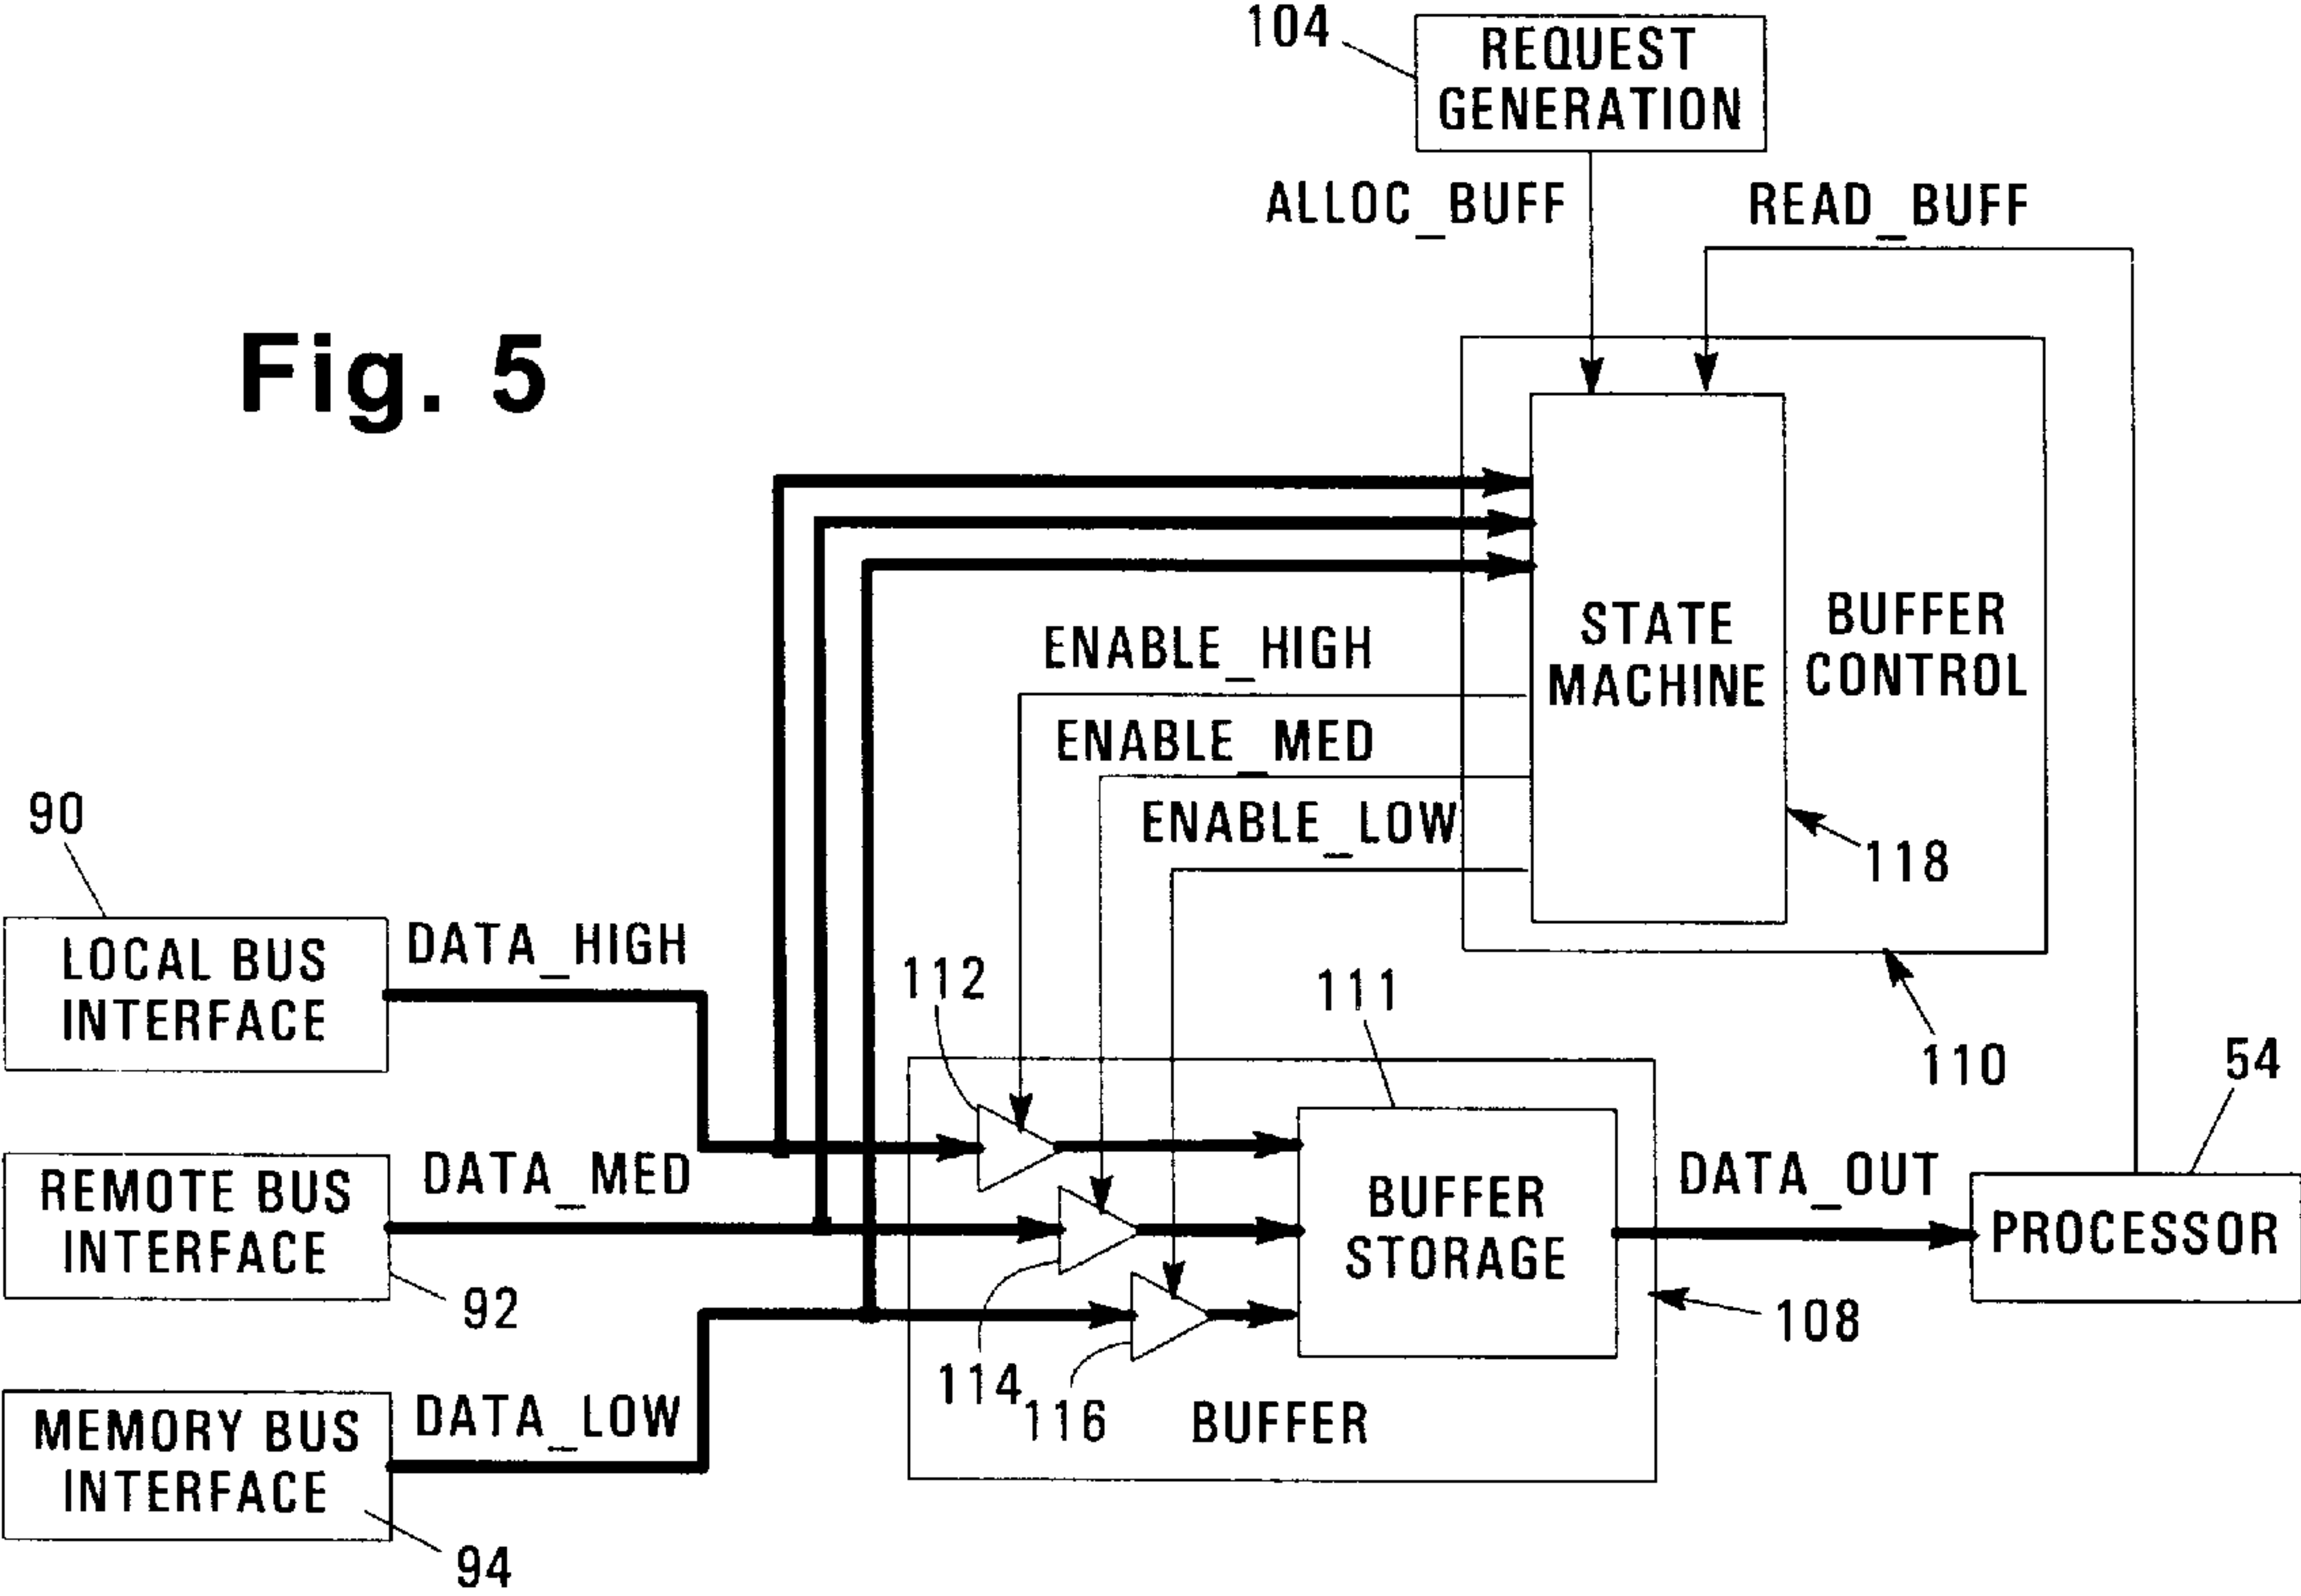 104
REQUEST
GENERATION
ALLOC_BUFF
READ_BUFF
Fig. 5
STATE
MACHINE
BUFFER
CONTROL
ENABLE_HIGH
ENABLE_MED
ENABLE_LOW
118
110
90
LOCAL BUS
INTERFACE
DATA_HIGH
112
111
54
REMOTE BUS
INTERFACE
92
DATA_MED
BUFFER
STORAGE
DATA_OUT
PROCESSOR
108
114
116
BUFFER
MEMORY BUS
INTERFACE
DATA_LOW
94